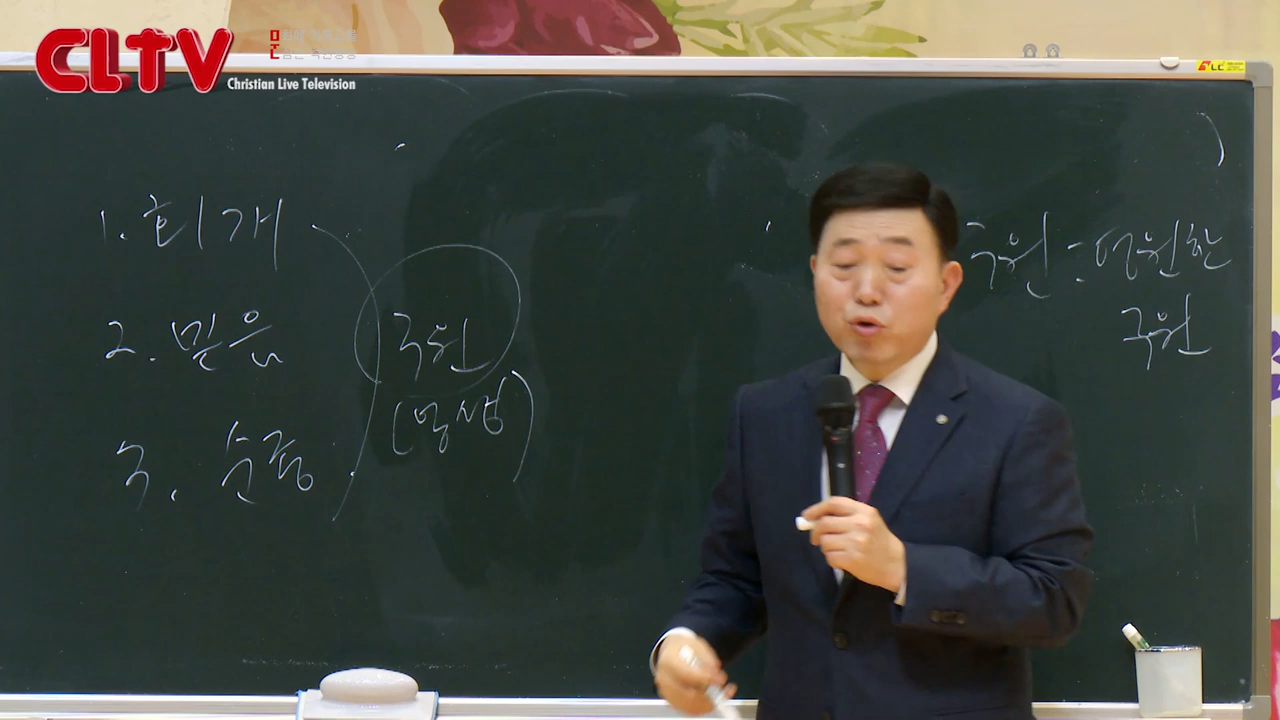 CLTV
Christian Live Television
1. 회개
2. 믿음
3. 순종
구원
(영생)
구원 = 영원한
구원